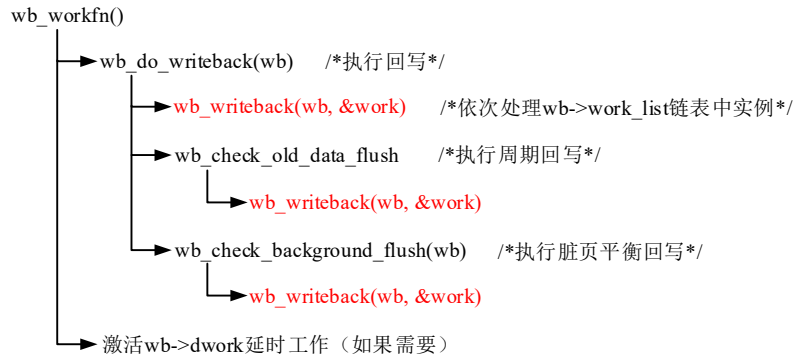 wb_workfn()
wb_do_writeback(wb) /*执行回写*/
wb_writeback(wb, &work) /*依次处理wb->work_list链表中实例*/
wb_check_old_data_flush /*执行周期回写*/
wb_writeback(wb, &work)
wb_check_background_flush(wb) /*执行脏页平衡回写*/
wb_writeback(wb, &work)
激活wb->dwork延时工作（如果需要）